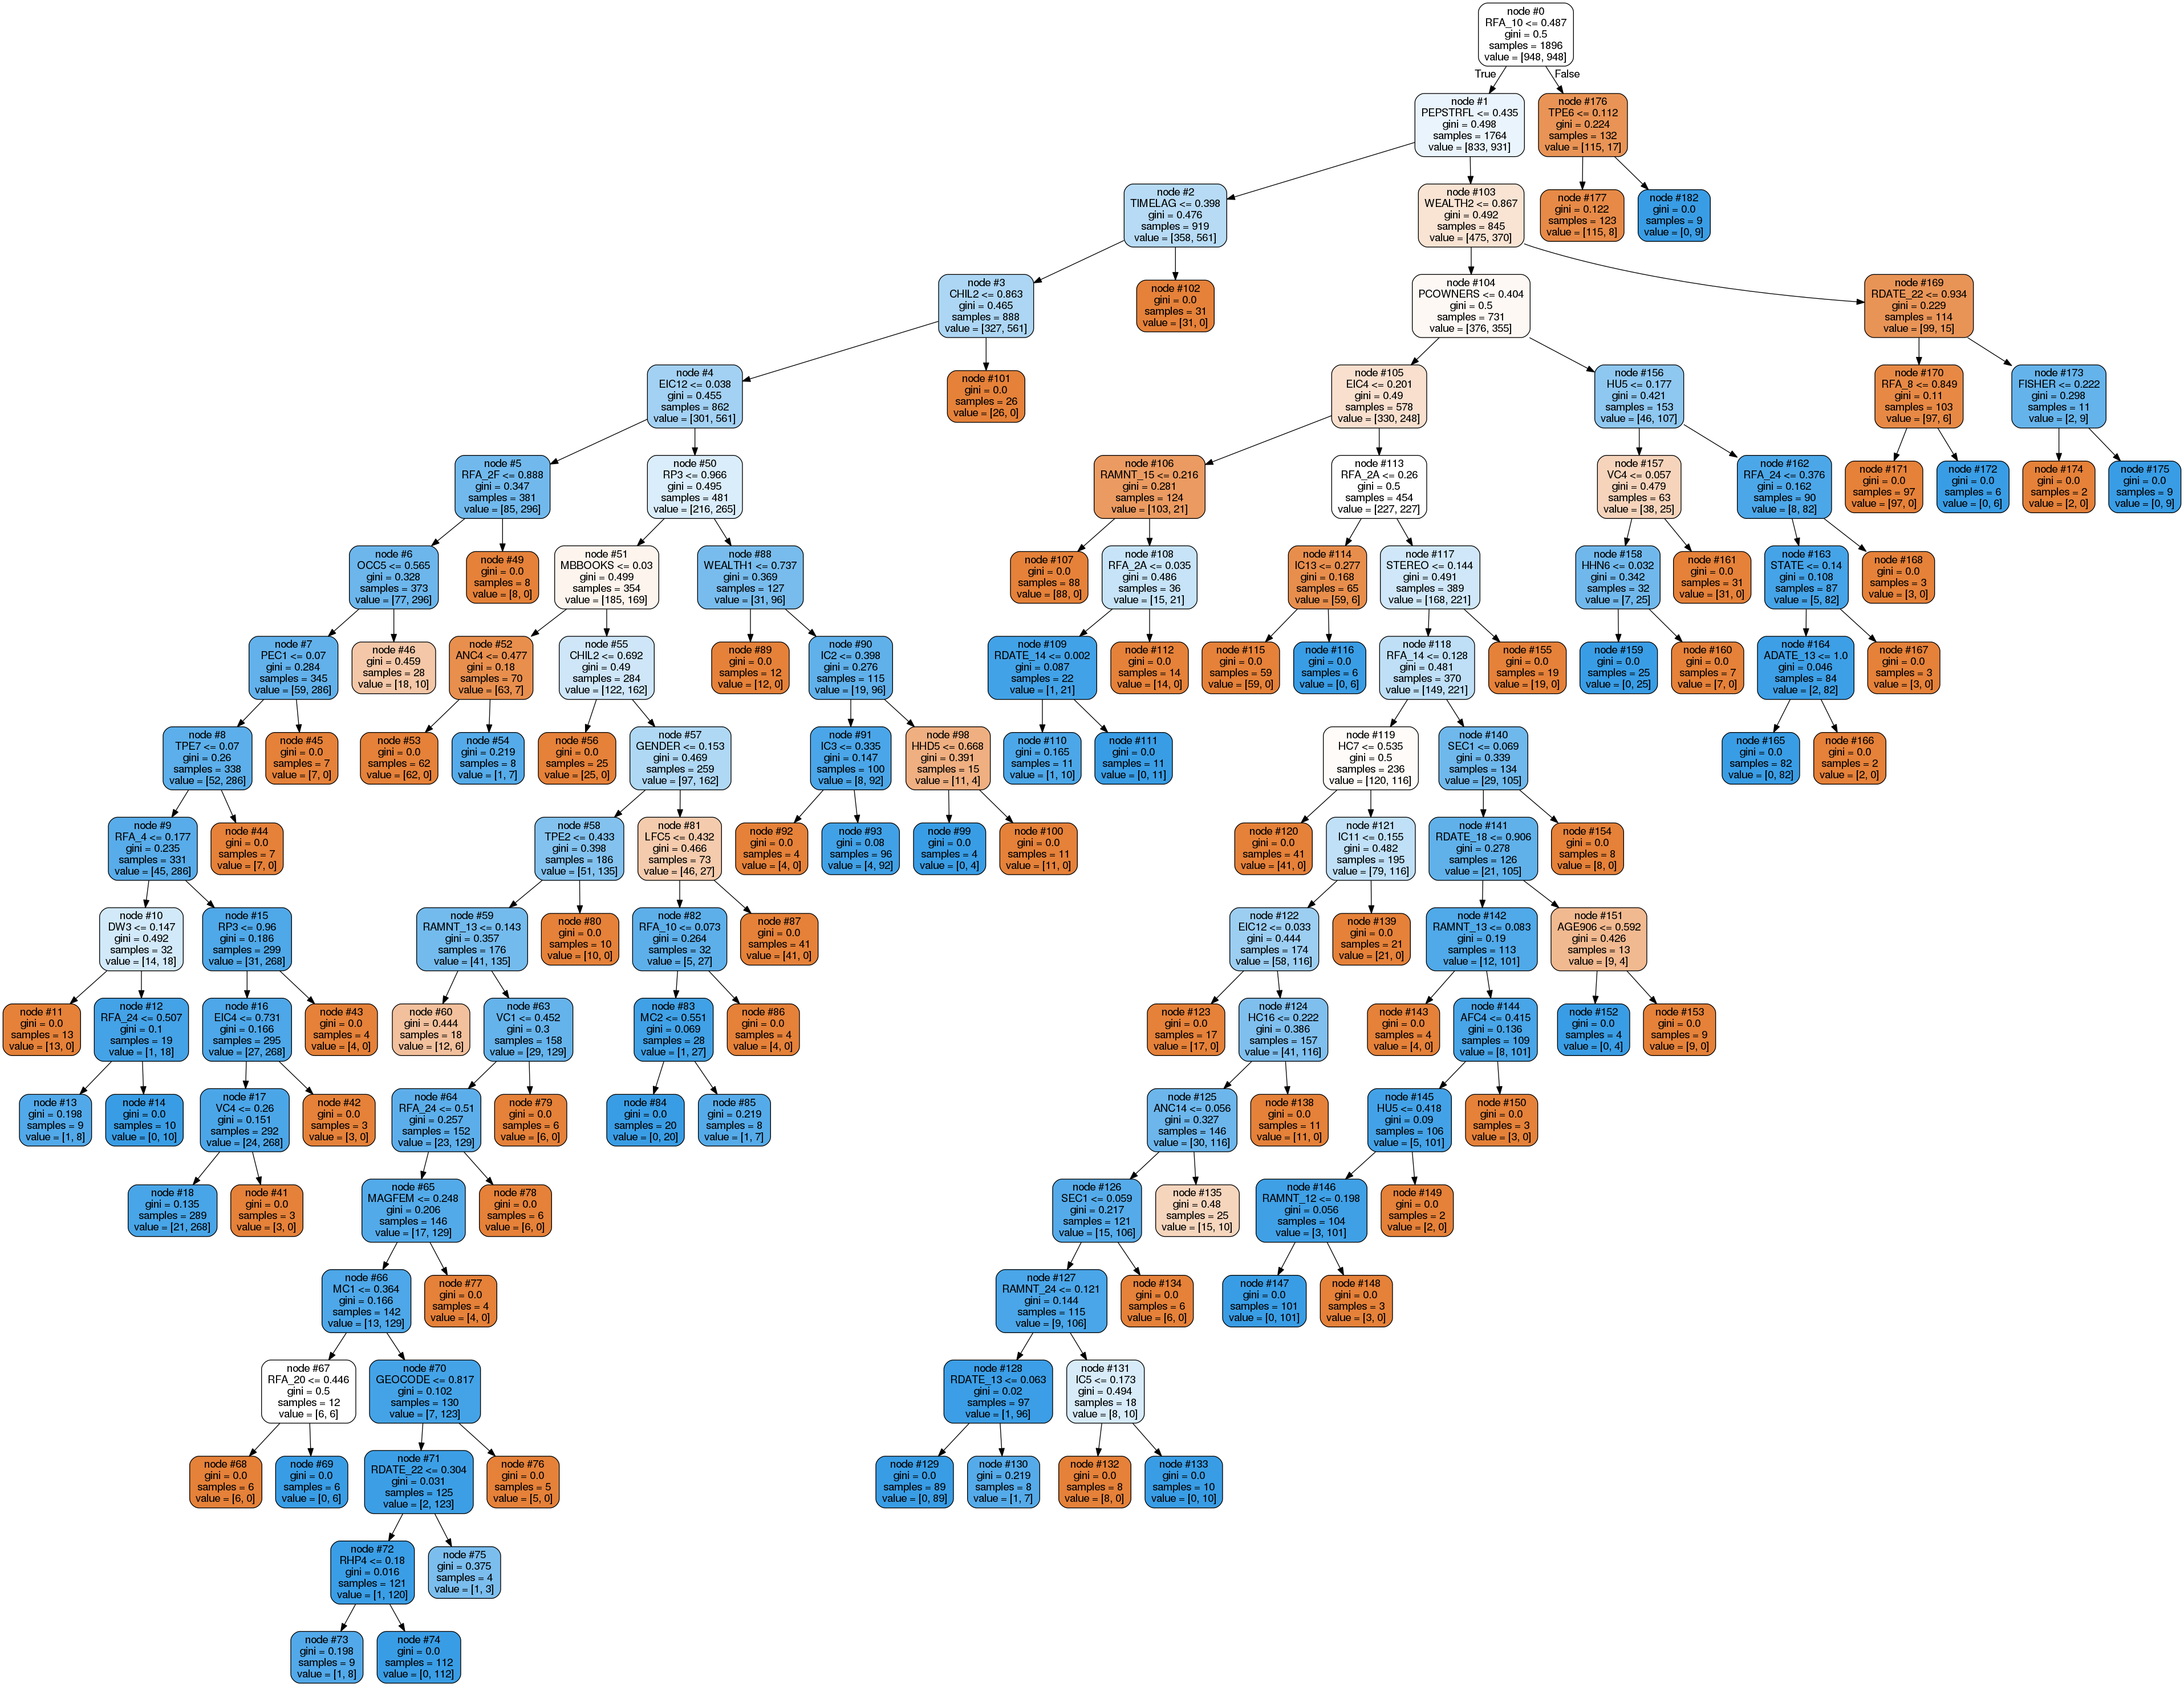 node #0
RFA_10 <= 0.487
gini = 0.5
samples = 1896
value = [948, 948]
True
False
node #1
PEPSTRFL <= 0.435
gini = 0.498
samples = 1764
value = [833, 931]
node #176
TPE6 <= 0.112
gini = 0.224
samples = 132
value = [115, 17]
node #2
TIMELAG <= 0.398
gini = 0.476
samples = 919
value = [358, 561]
node #103
WEALTH2 <= 0.867
gini = 0.492
samples = 845
value = [475, 370]
node #177
gini = 0.122
samples = 123
value = [115, 8]
node #182
gini = 0.0
samples = 9
value = [0, 9]
node #3
CHIL2 <= 0.863
gini = 0.465
samples = 888
value = [327, 561]
node #102
gini = 0.0
samples = 31
value = [31, 0]
node #104
PCOWNERS <= 0.404
gini = 0.5
samples = 731
value = [376, 355]
node #169
RDATE_22 <= 0.934
gini = 0.229
samples = 114
value = [99, 15]
node #4
EIC12 <= 0.038
gini = 0.455
samples = 862
value = [301, 561]
node #101
gini = 0.0
samples = 26
value = [26, 0]
node #105
EIC4 <= 0.201
gini = 0.49
samples = 578
value = [330, 248]
node #156
HU5 <= 0.177
gini = 0.421
samples = 153
value = [46, 107]
node #170
RFA_8 <= 0.849
gini = 0.11
samples = 103
value = [97, 6]
node #173
FISHER <= 0.222
gini = 0.298
samples = 11
value = [2, 9]
node #5
RFA_2F <= 0.888
gini = 0.347
samples = 381
value = [85, 296]
node #50
RP3 <= 0.966
gini = 0.495
samples = 481
value = [216, 265]
node #106
RAMNT_15 <= 0.216
gini = 0.281
samples = 124
value = [103, 21]
node #113
RFA_2A <= 0.26
gini = 0.5
samples = 454
value = [227, 227]
node #157
VC4 <= 0.057
gini = 0.479
samples = 63
value = [38, 25]
node #162
RFA_24 <= 0.376
gini = 0.162
samples = 90
value = [8, 82]
node #171
gini = 0.0
samples = 97
value = [97, 0]
node #172
gini = 0.0
samples = 6
value = [0, 6]
node #174
gini = 0.0
samples = 2
value = [2, 0]
node #175
gini = 0.0
samples = 9
value = [0, 9]
node #6
OCC5 <= 0.565
gini = 0.328
samples = 373
value = [77, 296]
node #49
gini = 0.0
samples = 8
value = [8, 0]
node #51
MBBOOKS <= 0.03
gini = 0.499
samples = 354
value = [185, 169]
node #88
WEALTH1 <= 0.737
gini = 0.369
samples = 127
value = [31, 96]
node #107
gini = 0.0
samples = 88
value = [88, 0]
node #108
RFA_2A <= 0.035
gini = 0.486
samples = 36
value = [15, 21]
node #114
IC13 <= 0.277
gini = 0.168
samples = 65
value = [59, 6]
node #117
STEREO <= 0.144
gini = 0.491
samples = 389
value = [168, 221]
node #158
HHN6 <= 0.032
gini = 0.342
samples = 32
value = [7, 25]
node #161
gini = 0.0
samples = 31
value = [31, 0]
node #163
STATE <= 0.14
gini = 0.108
samples = 87
value = [5, 82]
node #168
gini = 0.0
samples = 3
value = [3, 0]
node #7
PEC1 <= 0.07
gini = 0.284
samples = 345
value = [59, 286]
node #46
gini = 0.459
samples = 28
value = [18, 10]
node #52
ANC4 <= 0.477
gini = 0.18
samples = 70
value = [63, 7]
node #55
CHIL2 <= 0.692
gini = 0.49
samples = 284
value = [122, 162]
node #89
gini = 0.0
samples = 12
value = [12, 0]
node #90
IC2 <= 0.398
gini = 0.276
samples = 115
value = [19, 96]
node #109
RDATE_14 <= 0.002
gini = 0.087
samples = 22
value = [1, 21]
node #112
gini = 0.0
samples = 14
value = [14, 0]
node #115
gini = 0.0
samples = 59
value = [59, 0]
node #116
gini = 0.0
samples = 6
value = [0, 6]
node #118
RFA_14 <= 0.128
gini = 0.481
samples = 370
value = [149, 221]
node #155
gini = 0.0
samples = 19
value = [19, 0]
node #159
gini = 0.0
samples = 25
value = [0, 25]
node #160
gini = 0.0
samples = 7
value = [7, 0]
node #164
ADATE_13 <= 1.0
gini = 0.046
samples = 84
value = [2, 82]
node #167
gini = 0.0
samples = 3
value = [3, 0]
node #8
TPE7 <= 0.07
gini = 0.26
samples = 338
value = [52, 286]
node #45
gini = 0.0
samples = 7
value = [7, 0]
node #53
gini = 0.0
samples = 62
value = [62, 0]
node #54
gini = 0.219
samples = 8
value = [1, 7]
node #56
gini = 0.0
samples = 25
value = [25, 0]
node #57
GENDER <= 0.153
gini = 0.469
samples = 259
value = [97, 162]
node #91
IC3 <= 0.335
gini = 0.147
samples = 100
value = [8, 92]
node #98
HHD5 <= 0.668
gini = 0.391
samples = 15
value = [11, 4]
node #110
gini = 0.165
samples = 11
value = [1, 10]
node #111
gini = 0.0
samples = 11
value = [0, 11]
node #119
HC7 <= 0.535
gini = 0.5
samples = 236
value = [120, 116]
node #140
SEC1 <= 0.069
gini = 0.339
samples = 134
value = [29, 105]
node #165
gini = 0.0
samples = 82
value = [0, 82]
node #166
gini = 0.0
samples = 2
value = [2, 0]
node #9
RFA_4 <= 0.177
gini = 0.235
samples = 331
value = [45, 286]
node #44
gini = 0.0
samples = 7
value = [7, 0]
node #58
TPE2 <= 0.433
gini = 0.398
samples = 186
value = [51, 135]
node #81
LFC5 <= 0.432
gini = 0.466
samples = 73
value = [46, 27]
node #92
gini = 0.0
samples = 4
value = [4, 0]
node #93
gini = 0.08
samples = 96
value = [4, 92]
node #99
gini = 0.0
samples = 4
value = [0, 4]
node #100
gini = 0.0
samples = 11
value = [11, 0]
node #120
gini = 0.0
samples = 41
value = [41, 0]
node #121
IC11 <= 0.155
gini = 0.482
samples = 195
value = [79, 116]
node #141
RDATE_18 <= 0.906
gini = 0.278
samples = 126
value = [21, 105]
node #154
gini = 0.0
samples = 8
value = [8, 0]
node #10
DW3 <= 0.147
gini = 0.492
samples = 32
value = [14, 18]
node #15
RP3 <= 0.96
gini = 0.186
samples = 299
value = [31, 268]
node #59
RAMNT_13 <= 0.143
gini = 0.357
samples = 176
value = [41, 135]
node #80
gini = 0.0
samples = 10
value = [10, 0]
node #82
RFA_10 <= 0.073
gini = 0.264
samples = 32
value = [5, 27]
node #87
gini = 0.0
samples = 41
value = [41, 0]
node #122
EIC12 <= 0.033
gini = 0.444
samples = 174
value = [58, 116]
node #139
gini = 0.0
samples = 21
value = [21, 0]
node #142
RAMNT_13 <= 0.083
gini = 0.19
samples = 113
value = [12, 101]
node #151
AGE906 <= 0.592
gini = 0.426
samples = 13
value = [9, 4]
node #11
gini = 0.0
samples = 13
value = [13, 0]
node #12
RFA_24 <= 0.507
gini = 0.1
samples = 19
value = [1, 18]
node #16
EIC4 <= 0.731
gini = 0.166
samples = 295
value = [27, 268]
node #43
gini = 0.0
samples = 4
value = [4, 0]
node #60
gini = 0.444
samples = 18
value = [12, 6]
node #63
VC1 <= 0.452
gini = 0.3
samples = 158
value = [29, 129]
node #83
MC2 <= 0.551
gini = 0.069
samples = 28
value = [1, 27]
node #86
gini = 0.0
samples = 4
value = [4, 0]
node #123
gini = 0.0
samples = 17
value = [17, 0]
node #124
HC16 <= 0.222
gini = 0.386
samples = 157
value = [41, 116]
node #143
gini = 0.0
samples = 4
value = [4, 0]
node #144
AFC4 <= 0.415
gini = 0.136
samples = 109
value = [8, 101]
node #152
gini = 0.0
samples = 4
value = [0, 4]
node #153
gini = 0.0
samples = 9
value = [9, 0]
node #13
gini = 0.198
samples = 9
value = [1, 8]
node #14
gini = 0.0
samples = 10
value = [0, 10]
node #17
VC4 <= 0.26
gini = 0.151
samples = 292
value = [24, 268]
node #42
gini = 0.0
samples = 3
value = [3, 0]
node #64
RFA_24 <= 0.51
gini = 0.257
samples = 152
value = [23, 129]
node #79
gini = 0.0
samples = 6
value = [6, 0]
node #84
gini = 0.0
samples = 20
value = [0, 20]
node #85
gini = 0.219
samples = 8
value = [1, 7]
node #125
ANC14 <= 0.056
gini = 0.327
samples = 146
value = [30, 116]
node #138
gini = 0.0
samples = 11
value = [11, 0]
node #145
HU5 <= 0.418
gini = 0.09
samples = 106
value = [5, 101]
node #150
gini = 0.0
samples = 3
value = [3, 0]
node #18
gini = 0.135
samples = 289
value = [21, 268]
node #41
gini = 0.0
samples = 3
value = [3, 0]
node #65
MAGFEM <= 0.248
gini = 0.206
samples = 146
value = [17, 129]
node #78
gini = 0.0
samples = 6
value = [6, 0]
node #126
SEC1 <= 0.059
gini = 0.217
samples = 121
value = [15, 106]
node #135
gini = 0.48
samples = 25
value = [15, 10]
node #146
RAMNT_12 <= 0.198
gini = 0.056
samples = 104
value = [3, 101]
node #149
gini = 0.0
samples = 2
value = [2, 0]
node #66
MC1 <= 0.364
gini = 0.166
samples = 142
value = [13, 129]
node #77
gini = 0.0
samples = 4
value = [4, 0]
node #127
RAMNT_24 <= 0.121
gini = 0.144
samples = 115
value = [9, 106]
node #134
gini = 0.0
samples = 6
value = [6, 0]
node #147
gini = 0.0
samples = 101
value = [0, 101]
node #148
gini = 0.0
samples = 3
value = [3, 0]
node #67
RFA_20 <= 0.446
gini = 0.5
samples = 12
value = [6, 6]
node #70
GEOCODE <= 0.817
gini = 0.102
samples = 130
value = [7, 123]
node #128
RDATE_13 <= 0.063
gini = 0.02
samples = 97
value = [1, 96]
node #131
IC5 <= 0.173
gini = 0.494
samples = 18
value = [8, 10]
node #68
gini = 0.0
samples = 6
value = [6, 0]
node #69
gini = 0.0
samples = 6
value = [0, 6]
node #71
RDATE_22 <= 0.304
gini = 0.031
samples = 125
value = [2, 123]
node #76
gini = 0.0
samples = 5
value = [5, 0]
node #129
gini = 0.0
samples = 89
value = [0, 89]
node #130
gini = 0.219
samples = 8
value = [1, 7]
node #132
gini = 0.0
samples = 8
value = [8, 0]
node #133
gini = 0.0
samples = 10
value = [0, 10]
node #72
RHP4 <= 0.18
gini = 0.016
samples = 121
value = [1, 120]
node #75
gini = 0.375
samples = 4
value = [1, 3]
node #73
gini = 0.198
samples = 9
value = [1, 8]
node #74
gini = 0.0
samples = 112
value = [0, 112]